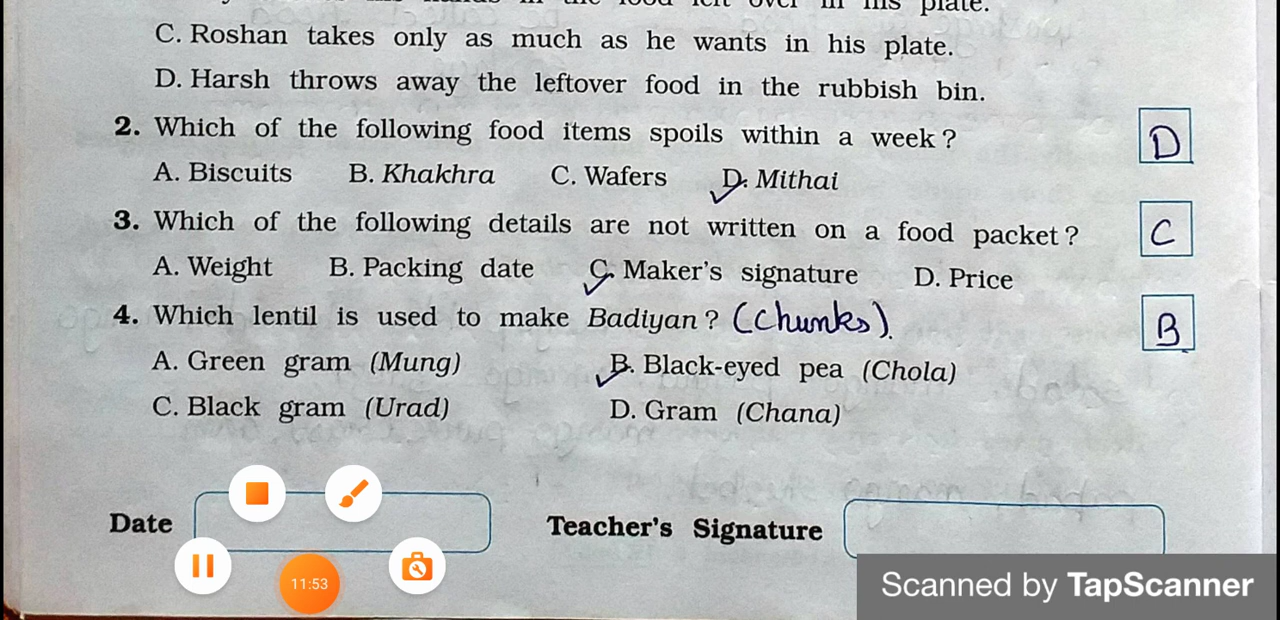 plate.
C. Roshan takes only as much as he wants in his plate.
D. Harsh throws away the leftover food in the rubbish bin.
2. Which of the following food items spoils within a week ? D
A. Biscuits B. Khakhra C. Wafers D. Mithai
3. Which of the following details are not written on a food packet ? C
A. Weight B. Packing date C. Maker's signature D. Price
4. Which lentil is used to make Badiyan ? (Chunks). B
A. Green gram (Mung) B. Black-eyed pea (Chola)
C. Black gram (Urad) D. Gram (Chana)
Date Teacher's Signature
11:53
Scanned by TapScanner